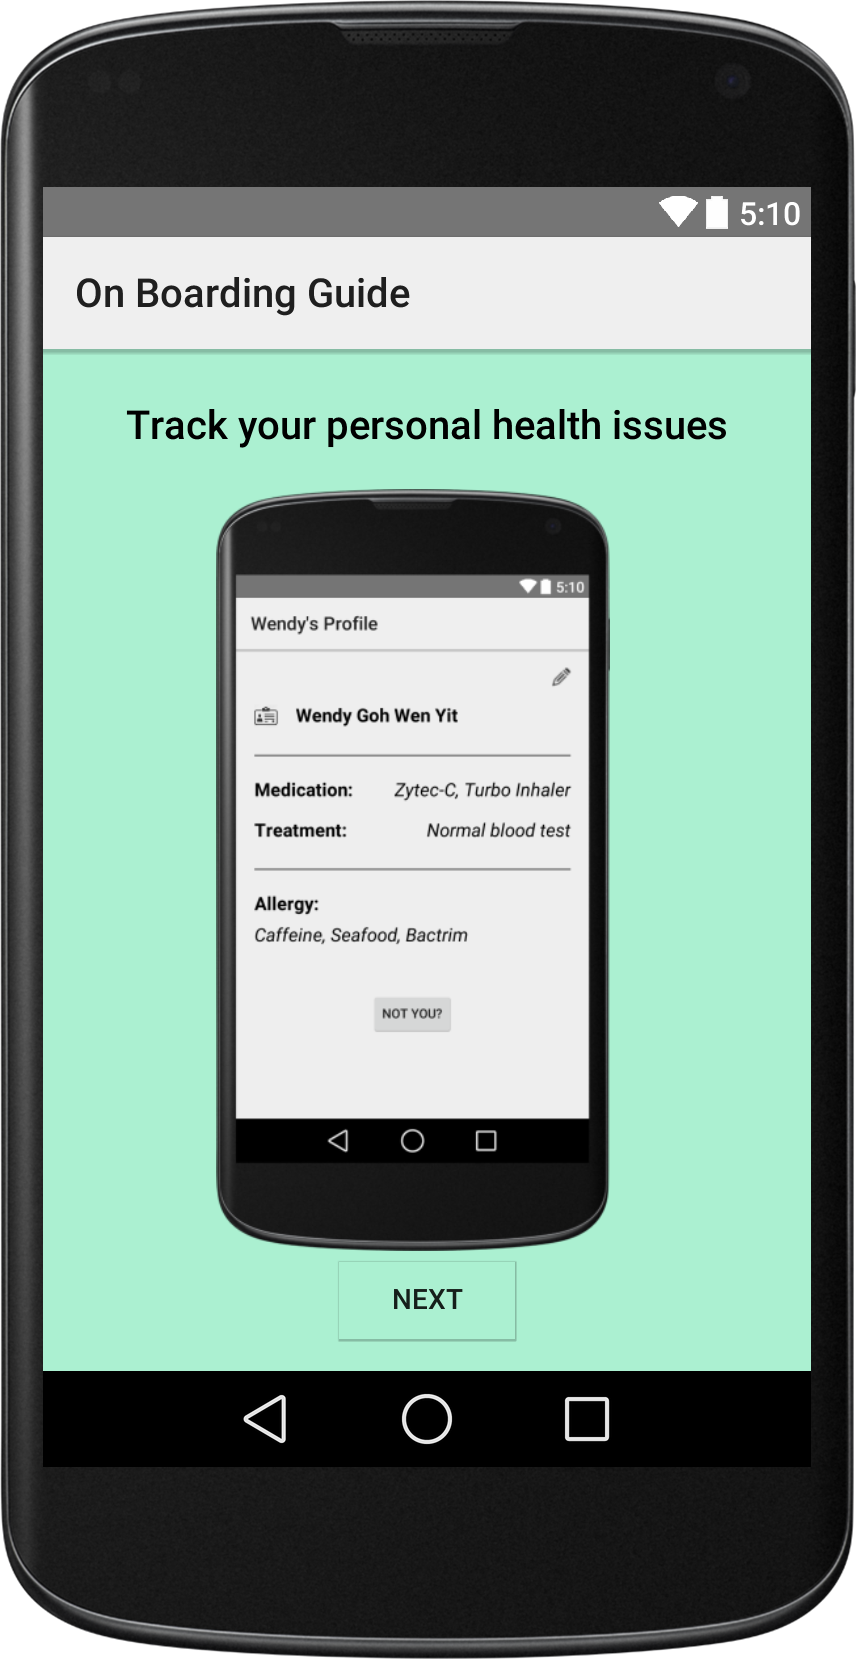 5:10
On Boarding Guide
Track your personal health issues
5:10
Wendy's Profile
Wendy Goh Wen Yit
Medication: Zytec-C, Turbo Inhaler
Treatment: Normal blood test
Allergy:
Caffeine, Seafood, Bactrim
NOT YOU?
NEXT